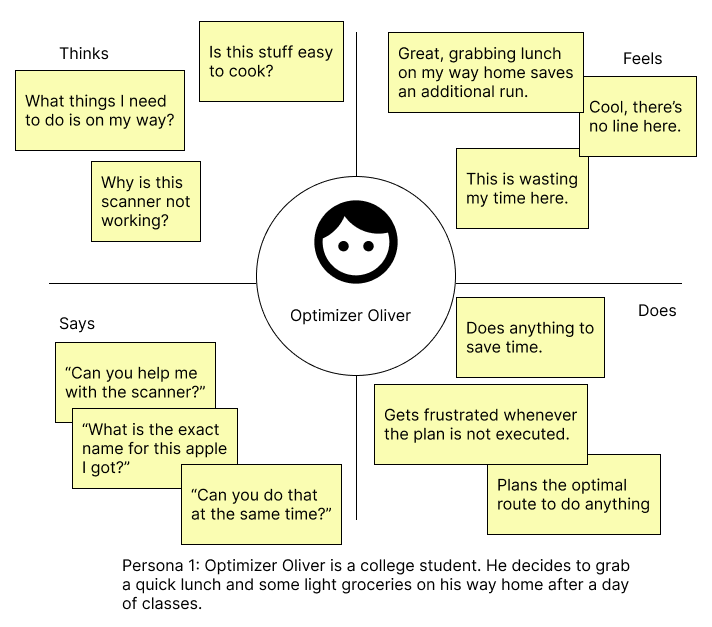 Thinks
Is this stuff easy
to cook?
What things I need
to do is on my way?
Why is this
scanner not
working?
Feels
Great, grabbing lunch
on my way home saves
an additional run.
Cool, there’s
no line here.
This is wasting
my time here.
Optimizer Oliver
Says
“Can you help me
with the scanner?”
“What is the exact
name for this apple
I got?”
“Can you do that
at the same time?”
Does
Does anything to
save time.
Gets frustrated whenever
the plan is not executed.
Plans the optimal
route to do anything
Persona 1: Optimizer Oliver is a college student. He decides to grab
a quick lunch and some light groceries on his way home after a day
of classes.